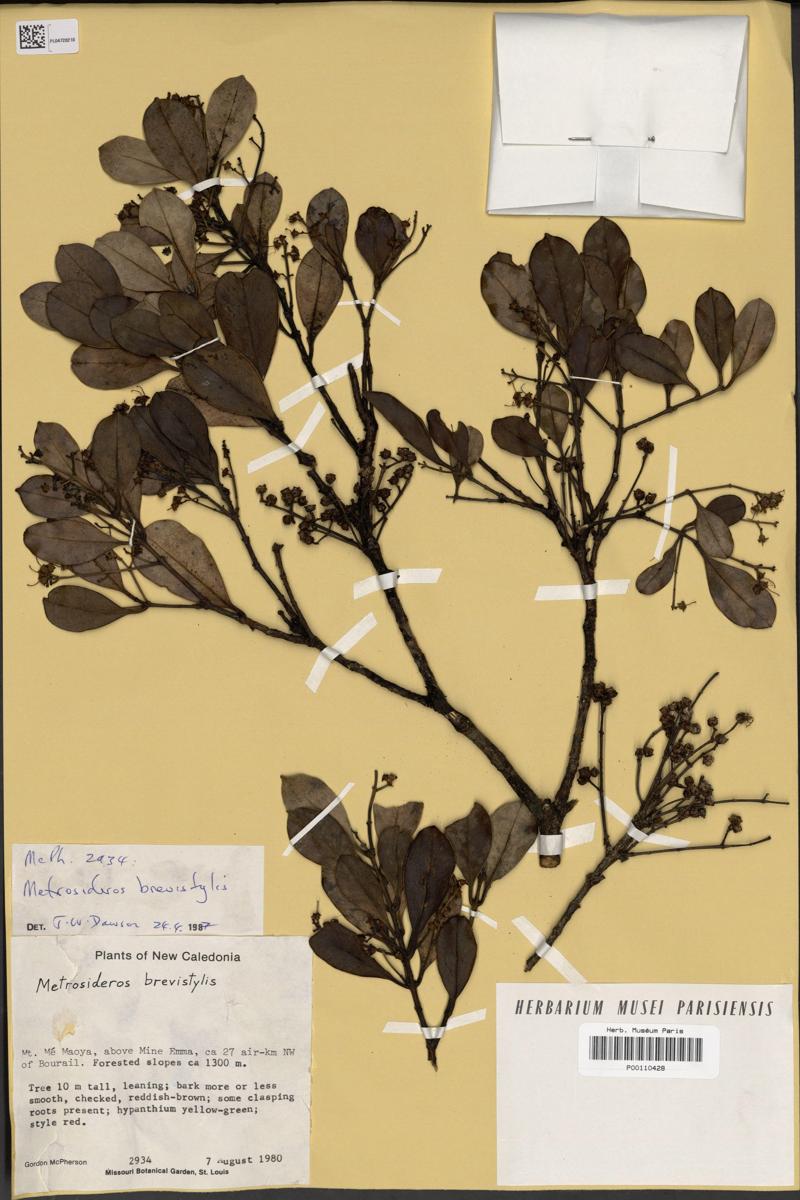 PL04720216
McPh. 2934.
Metrosideros brevistylis
DET. J.W. Dawson 24.4. 1987
Plants of New Caledonia
Metrosideros brevistylis
Mt. Mé Maoya, above Mine Emma, ca 27 air-km NW
of Bourail. Forested slopes ca 1300 m.
Tree 10 m tall, leaning; bark more or less
smooth, checked, reddish-brown; some clasping
roots present; hypanthium yellow-green;
style red.
Gordon McPherson 2934 7 August 1980
Missouri Botanical Garden, St. Louis
HERBARIUM MUSEI PARISIENSIS
Herb. Muséum Paris
P00110428